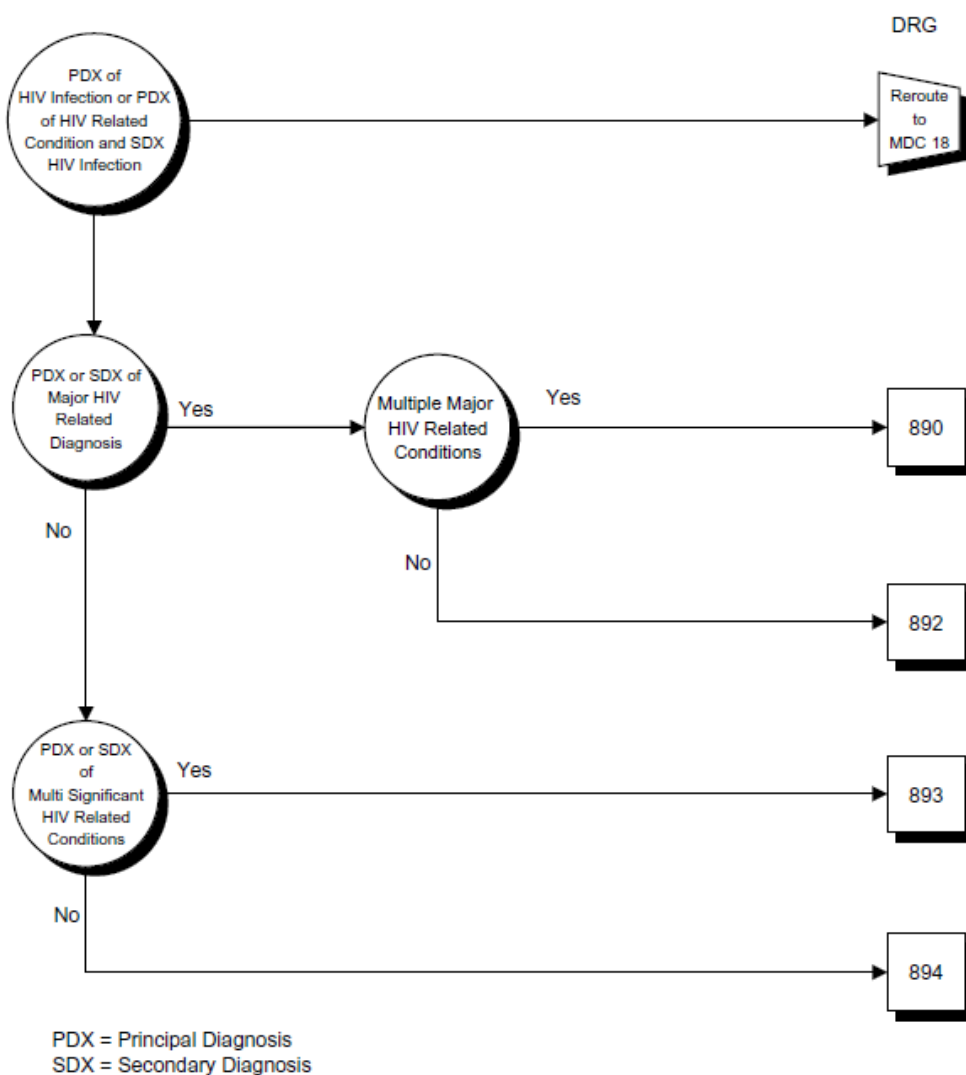 DRG
PDX of
HIV Infection or PDX
of HIV Related
Condition and SDX
HIV Infection
Reroute
to
MDC 18
PDX or SDX of
Major HIV
Related
Diagnosis
Yes
Multiple Major
HIV Related
Conditions
Yes
890
No
No
892
PDX or SDX
of
Multi Significant
HIV Related
Conditions
Yes
893
No
894
PDX = Principal Diagnosis
SDX = Secondary Diagnosis